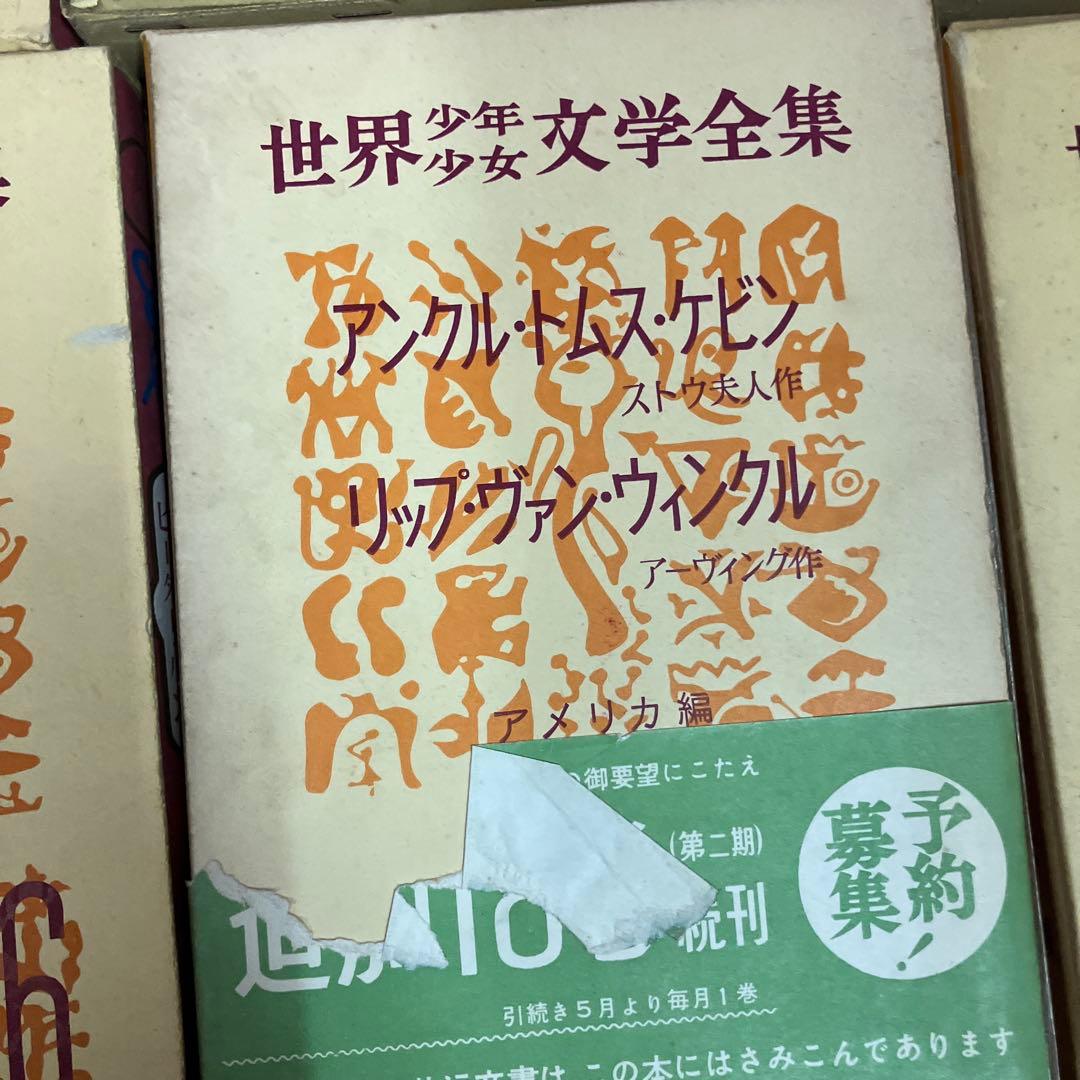 世界少年少女文学全集
アンクル・トムス・ケビン
ストウ夫人作
リップ・ヴァン・ウィンクル
アーヴィング作
アメリカ編
御要望にこたえ
(第二期)
予約
募集!
追加
続刊
引続き5月より毎月1巻
この本にはさみこんであります